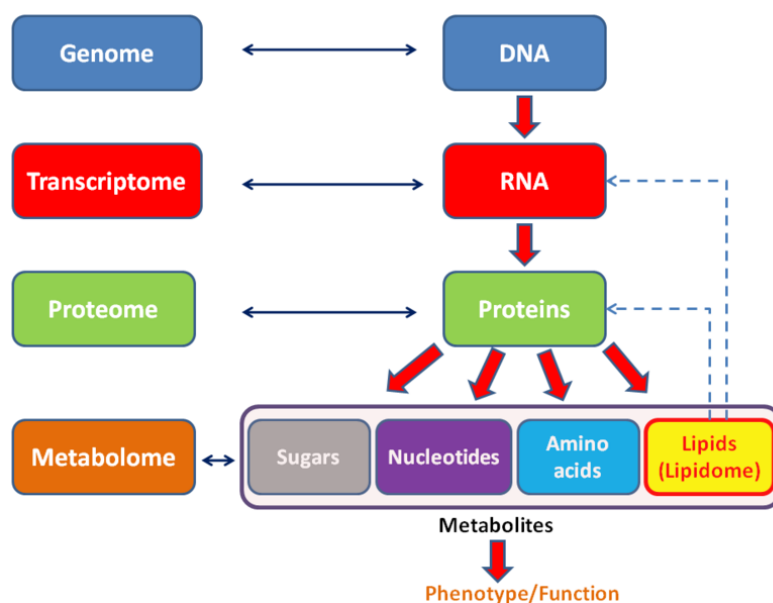 Genome
DNA
Transcriptome
RNA
Proteome
Proteins
Metabolome
Sugars
Nucleotides
Amino
acids
Lipids
(Lipidome)
Metabolites
Phenotype/Function